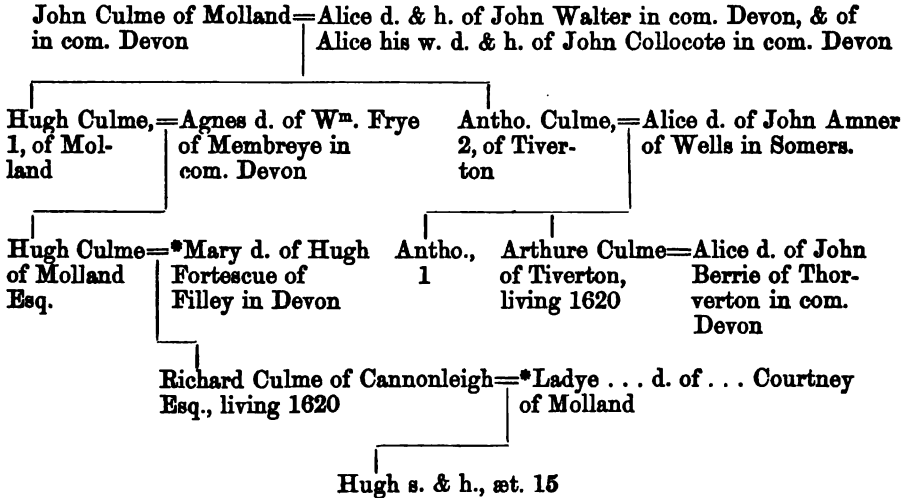 John Culme of Molland=Alice d. & h. of John Walter in com. Devon, & of
in com. Devon Alice his w. d. & h. of John Collocote in com. Devon
Hugh Culme,=Agnes d. of Wm. Frye
1, of Mol- of Membreye in
land com. Devon
Antho. Culme,=Alice d. of John Amner
2, of Tiver- of Wells in Somers.
ton
Hugh Culme=*Mary d. of Hugh
of Molland Fortescue of
Esq. Filley in Devon
Antho.,
1
Arthure Culme=Alice d. of John
of Tiverton, Berrie of Thor-
living 1620 verton in com.
Devon
Richard Culme of Cannonleigh=*Ladye ... d. of ... Courtney
Esq., living 1620 of Molland
Hugh s. & h., æt. 15